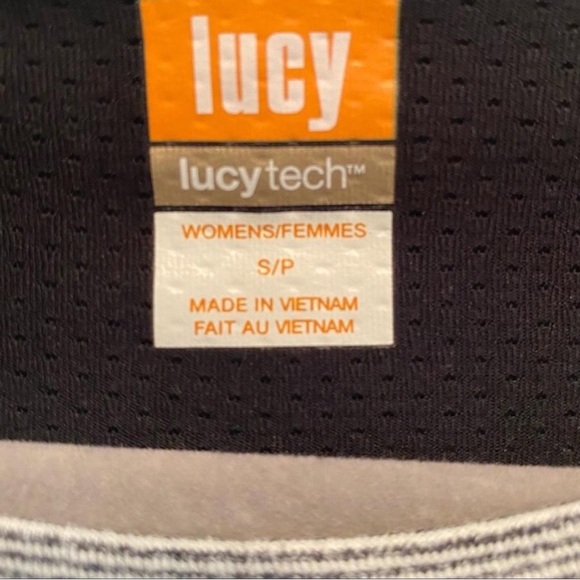 lucy
lucytech™
WOMENS/FEMMES
S/P
MADE IN VIETNAM
FAIT AU VIETNAM